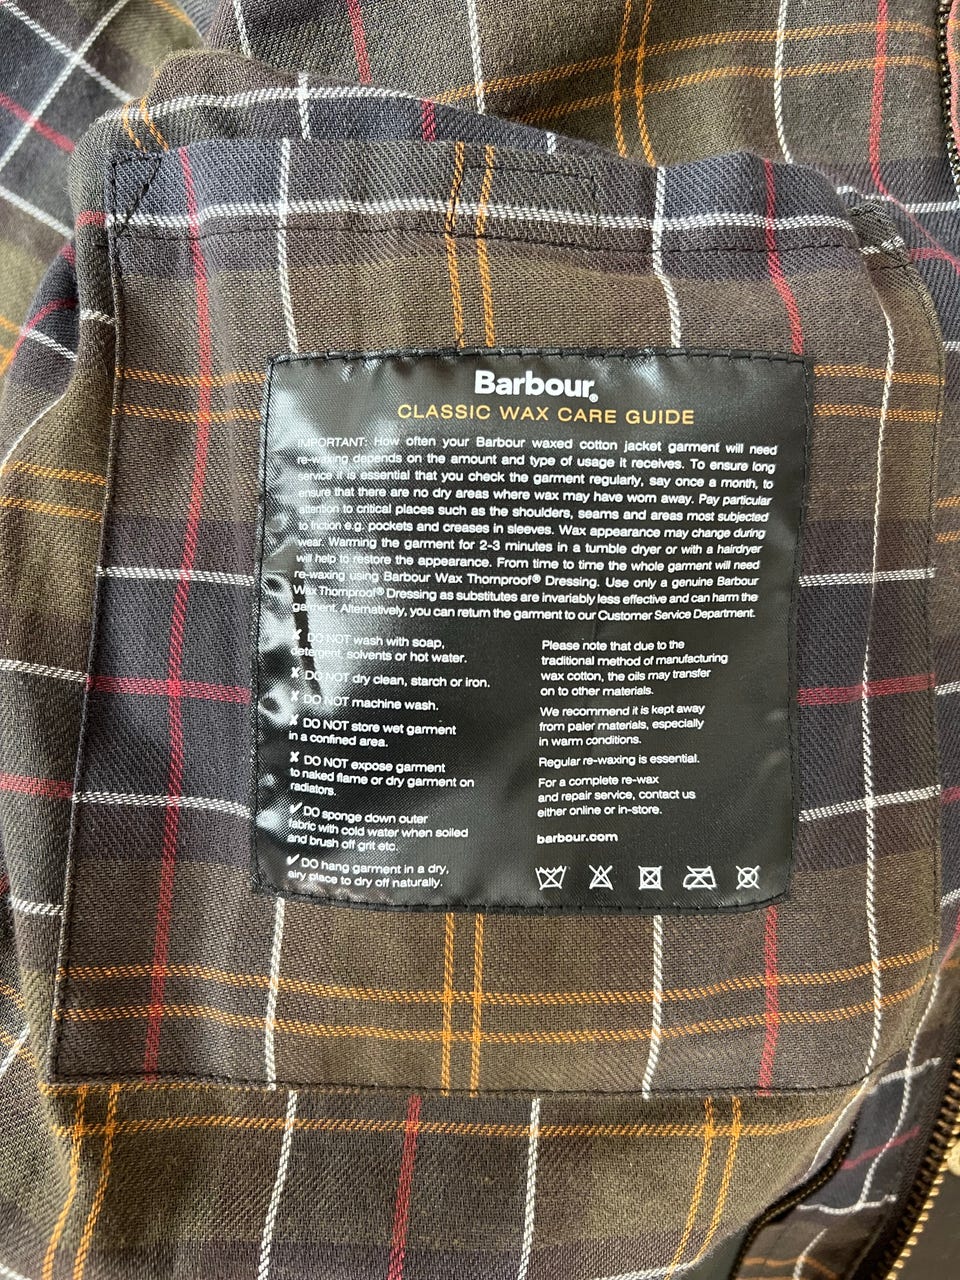 Barbour®
CLASSIC WAX CARE GUIDE
IMPORTANT: How often your Barbour waxed cotton jacket garment will need
re-waxing depends on the amount and type of usage it receives. To ensure long
service it is essential that you check the garment regularly, say once a month, to
ensure that there are no dry areas where wax may have worn away. Pay particular
attention to critical places such as the shoulders, seams and areas most subjected
to friction e.g. pockets and creases in sleeves. Wax appearance may change during
wear. Warming the garment for 2-3 minutes in a tumble dryer or with a hairdryer
will help to restore the appearance. From time to time the whole garment will need
re-waxing using Barbour Wax Thornproof® Dressing. Use only a genuine Barbour
Wax Thornproof® Dressing as substitutes are invariably less effective and can harm the
garment. Alternatively, you can return the garment to our Customer Service Department.
✘ DO NOT wash with soap,
detergent, solvents or hot water.
✘ DO NOT dry clean, starch or iron.
✘ DO NOT machine wash.
✘ DO NOT store wet garment
in a confined area.
✘ DO NOT expose garment
to naked flame or dry garment on
radiators.
✔ DO sponge down outer
fabric with cold water when soiled
and brush off grit etc.
✔ DO hang garment in a dry,
airy place to dry off naturally.
Please note that due to the
traditional method of manufacturing
wax cotton, the oils may transfer
on to other materials.
We recommend it is kept away
from paler materials, especially
in warm conditions.
Regular re-waxing is essential.
For a complete re-wax
and repair service, contact us
either online or in-store.
barbour.com